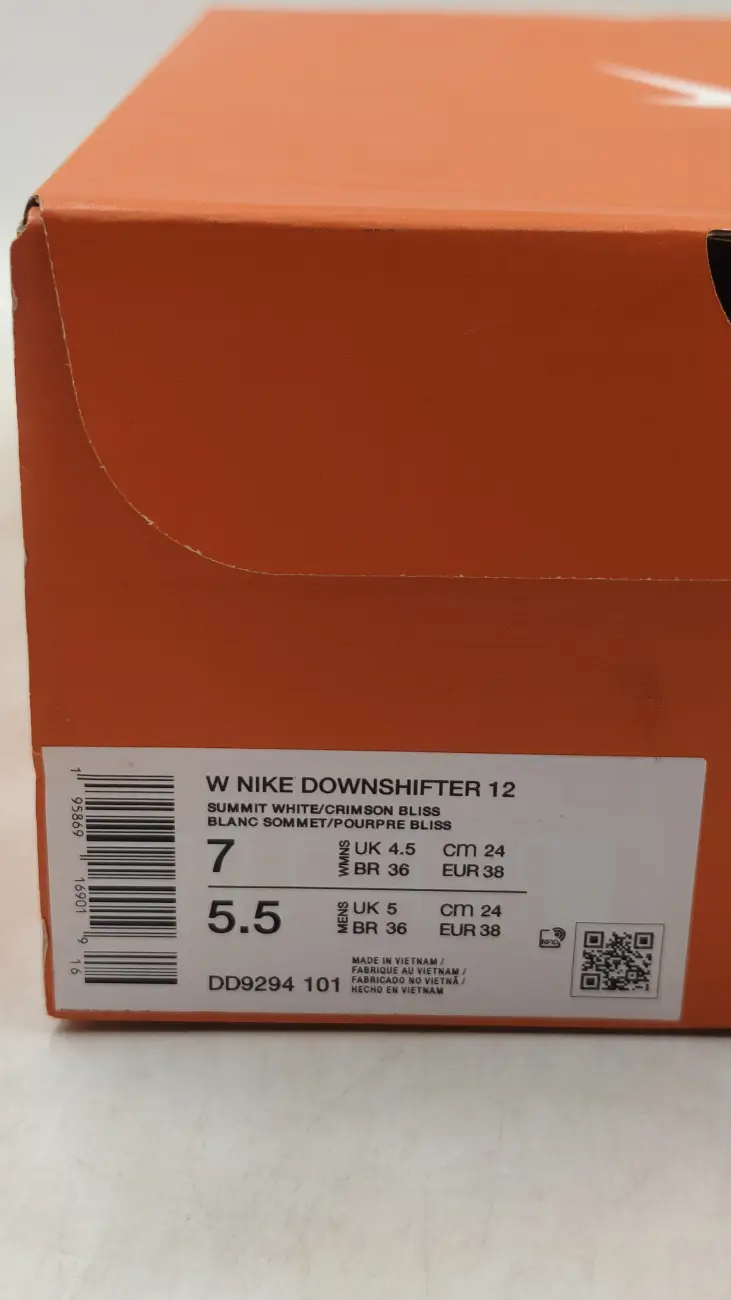 W NIKE DOWNSHIFTER 12
SUMMIT WHITE/CRIMSON BLISS
BLANC SOMMET/POURPRE BLISS
7
WMNS
UK 4.5 cm 24
BR 36 EUR 38
5.5
MENS
UK 5 cm 24
BR 36 EUR 38
DD9294 101
MADE IN VIETNAM /
FABRIQUE AU VIETNAM /
FABRICADO NO VIETNÃ /
HECHO EN VIETNAM
1 95869 16901 9 16